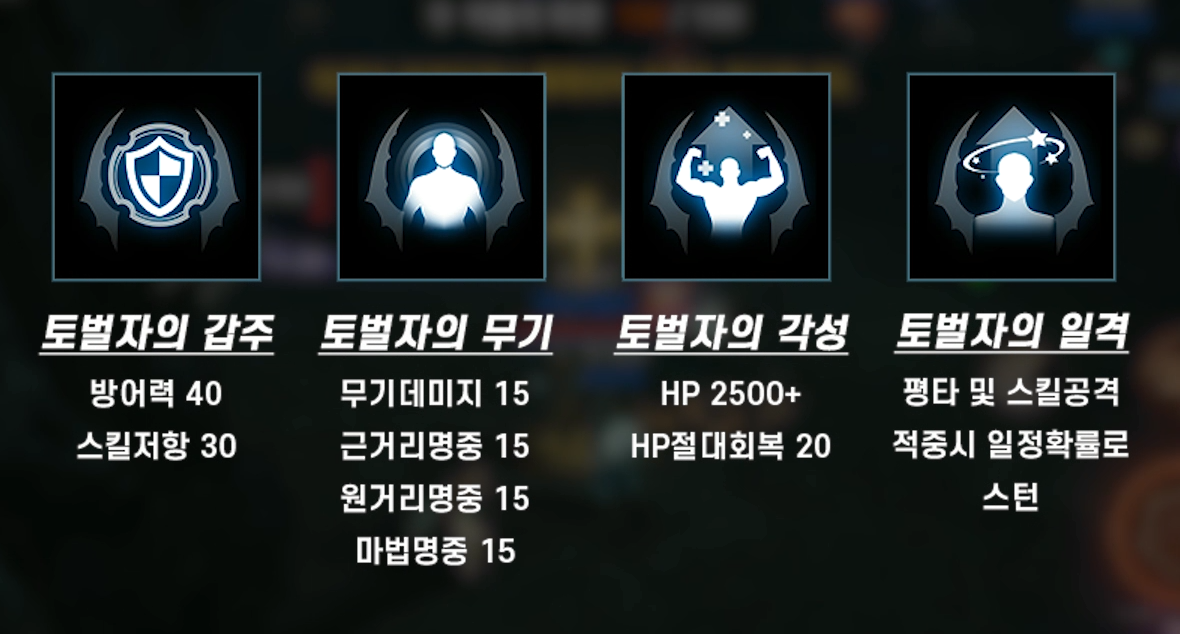 토벌자의 갑주
방어력 40
스킬저항 30
토벌자의 무기
무기데미지 15
근거리명중 15
원거리명중 15
마법명중 15
토벌자의 각성
HP 2500+
HP절대회복 20
토벌자의 일격
평타 및 스킬공격
적중시 일정확률로
스턴